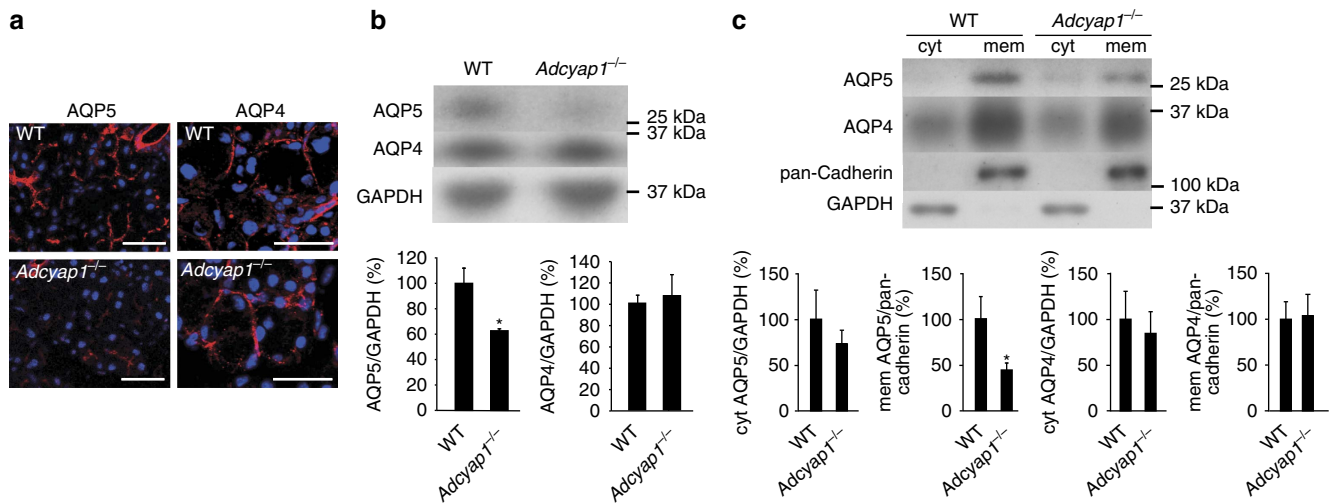 a
AQP5
AQP4
WT
WT
Adcyap1–/–
Adcyap1–/–
b
WT
Adcyap1–/–
AQP5
25 kDa
37 kDa
AQP4
GAPDH
37 kDa
AQP5/GAPDH (%)
120
100
80
60
40
20
0
*
WT
Adcyap1–/–
AQP4/GAPDH (%)
140
120
100
80
60
40
20
0
WT
Adcyap1–/–
c
WT
Adcyap1–/–
cyt
mem
cyt
mem
AQP5
25 kDa
37 kDa
AQP4
pan-Cadherin
100 kDa
GAPDH
37 kDa
cyt AQP5/GAPDH (%)
150
100
50
0
WT
Adcyap1–/–
mem AQP5/pan-
cadherin (%)
150
100
50
0
*
WT
Adcyap1–/–
cyt AQP4/GAPDH (%)
150
100
50
0
WT
Adcyap1–/–
mem AQP4/pan-
cadherin (%)
150
100
50
0
WT
Adcyap1–/–